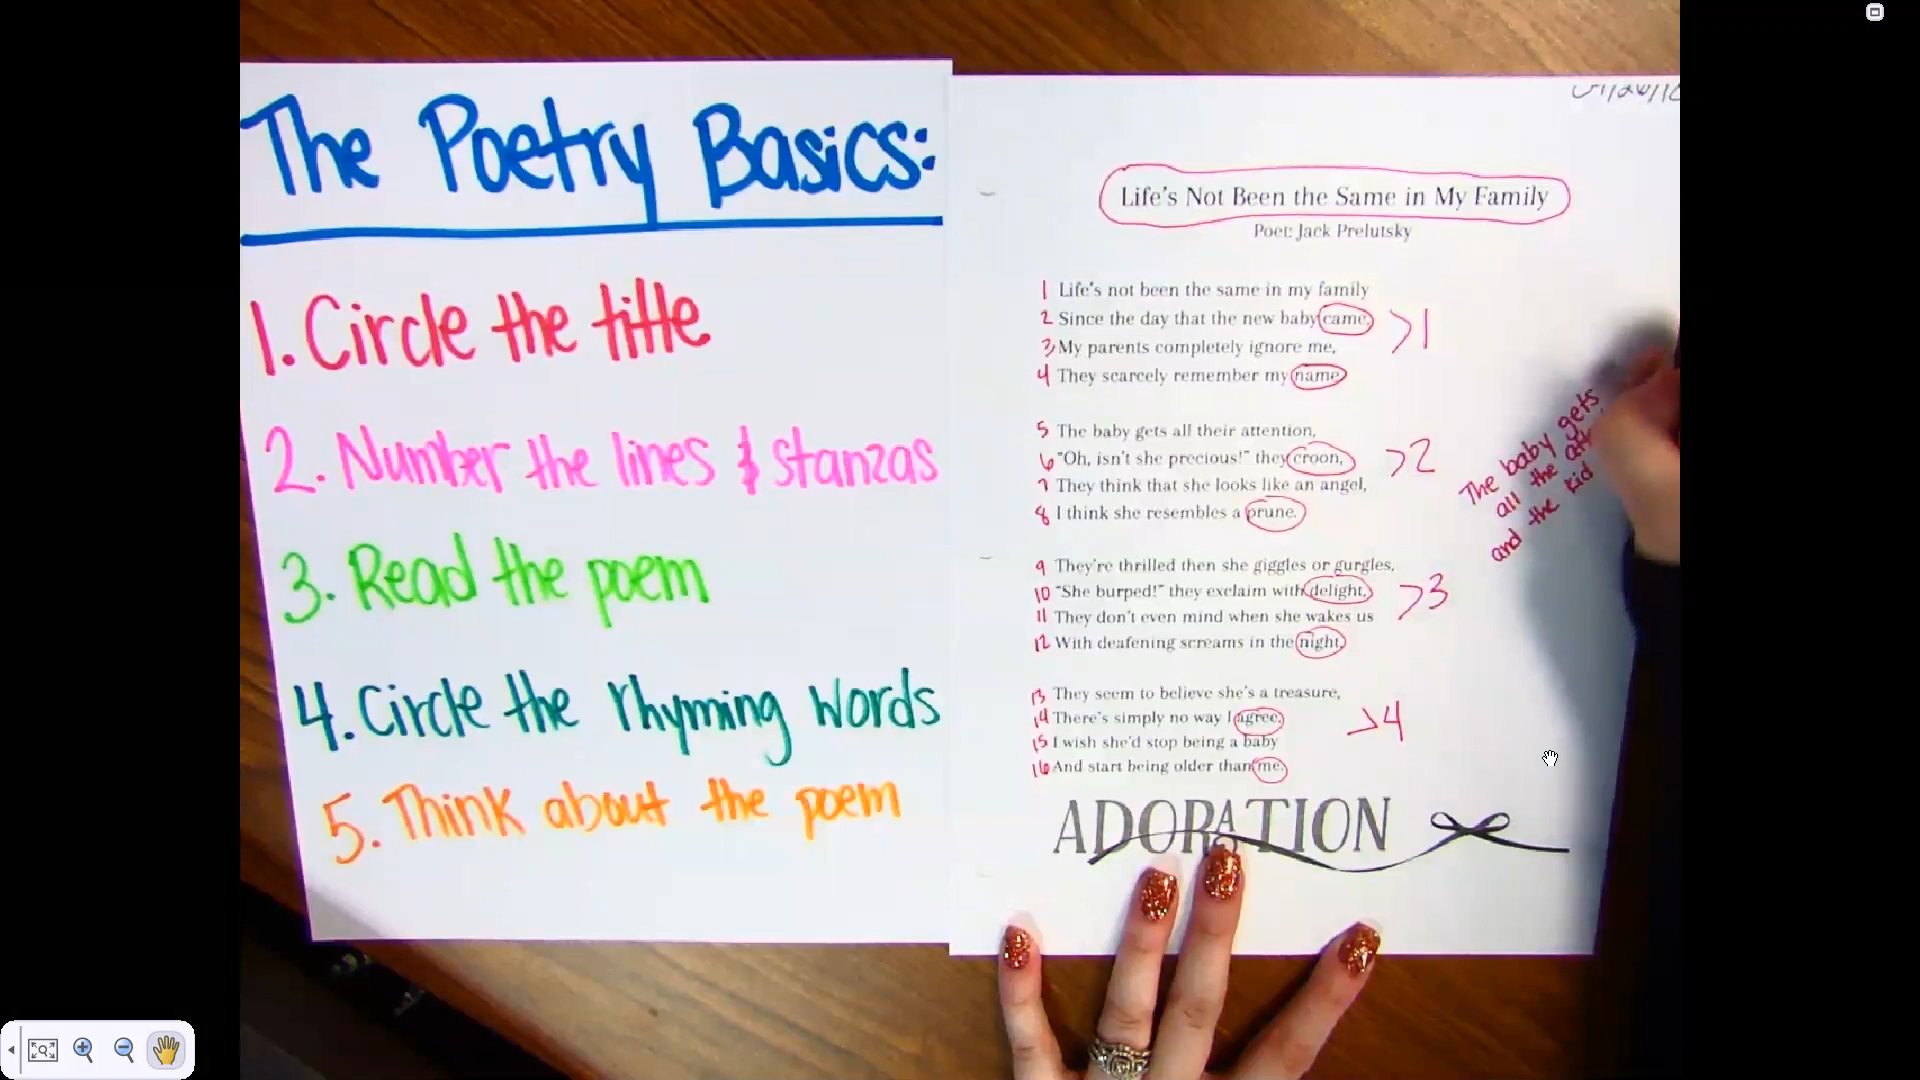 The Poetry Basics:
1. Circle the title
2. Number the lines & stanzas
3. Read the poem
4. Circle the rhyming words
5. Think about the poem
Life's Not Been the Same in My Family
Poet: Jack Prelutsky
1 Life's not been the same in my family
2 Since the day that the new baby came,
3 My parents completely ignore me,
4 They scarcely remember my name.
>1
5 The baby gets all their attention,
6 "Oh, isn't she precious!" they croon,
7 They think that she looks like an angel,
8 I think she resembles a prune.
>2
9 They're thrilled then she giggles or gurgles,
10 "She burped!" they exclaim with delight,
11 They don't even mind when she wakes us
12 With deafening screams in the night.
>3
13 They seem to believe she's a treasure,
14 There's simply no way I agree,
15 I wish she'd stop being a baby
16 And start being older than me.
>4
The baby gets
all the
and the kid
ADORATION